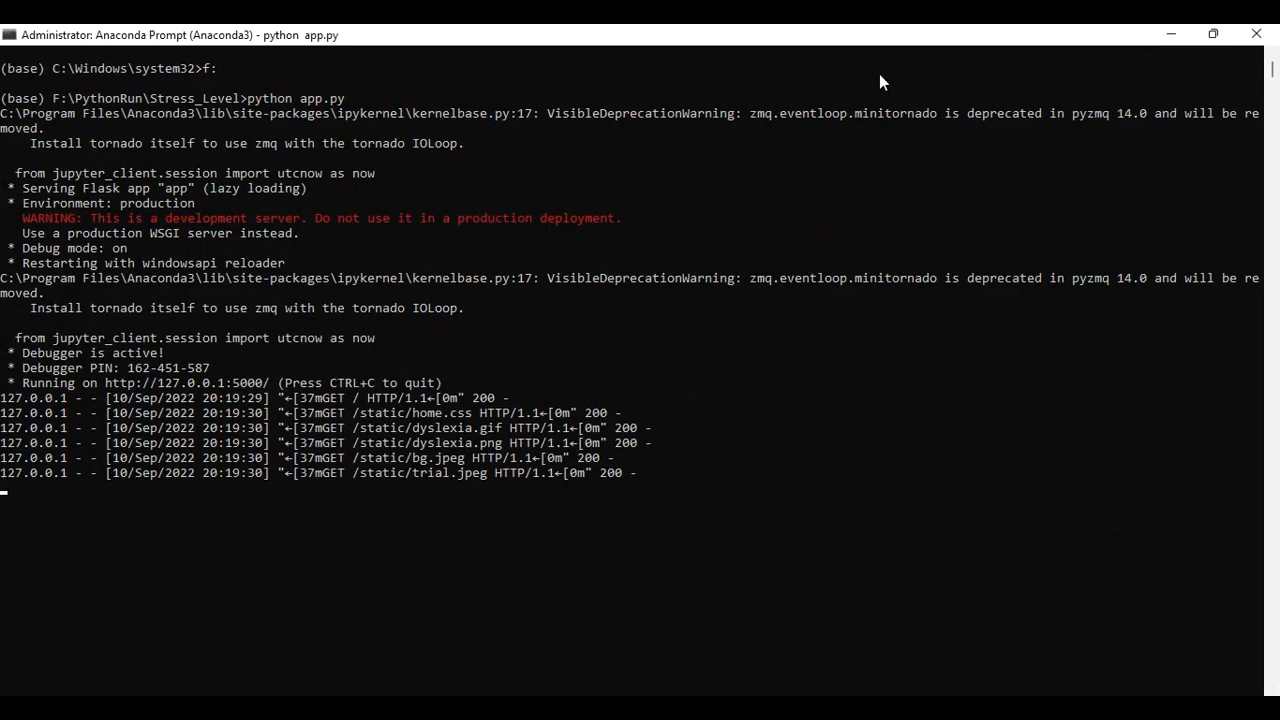 Administrator: Anaconda Prompt (Anaconda3) - python  app.py
(base) C:\Windows\system32>f:
(base) F:\PythonRun\Stress_Level>python app.py
C:\Program Files\Anaconda3\lib\site-packages\ipykernel\kernelbase.py:17: VisibleDeprecationWarning: zmq.eventloop.minitornado is deprecated in pyzmq 14.0 and will be re
moved.
    Install tornado itself to use zmq with the tornado IOLoop.
  from jupyter_client.session import utcnow as now
 * Serving Flask app "app" (lazy loading)
 * Environment: production
   WARNING: This is a development server. Do not use it in a production deployment.
   Use a production WSGI server instead.
 * Debug mode: on
 * Restarting with windowsapi reloader
C:\Program Files\Anaconda3\lib\site-packages\ipykernel\kernelbase.py:17: VisibleDeprecationWarning: zmq.eventloop.minitornado is deprecated in pyzmq 14.0 and will be re
moved.
    Install tornado itself to use zmq with the tornado IOLoop.
  from jupyter_client.session import utcnow as now
 * Debugger is active!
 * Debugger PIN: 162-451-587
 * Running on http://127.0.0.1:5000/ (Press CTRL+C to quit)
127.0.0.1 - - [10/Sep/2022 20:19:29] "←[37mGET / HTTP/1.1←[0m" 200 -
127.0.0.1 - - [10/Sep/2022 20:19:30] "←[37mGET /static/home.css HTTP/1.1←[0m" 200 -
127.0.0.1 - - [10/Sep/2022 20:19:30] "←[37mGET /static/dyslexia.gif HTTP/1.1←[0m" 200 -
127.0.0.1 - - [10/Sep/2022 20:19:30] "←[37mGET /static/dyslexia.png HTTP/1.1←[0m" 200 -
127.0.0.1 - - [10/Sep/2022 20:19:30] "←[37mGET /static/bg.jpeg HTTP/1.1←[0m" 200 -
127.0.0.1 - - [10/Sep/2022 20:19:30] "←[37mGET /static/trial.jpeg HTTP/1.1←[0m" 200 -